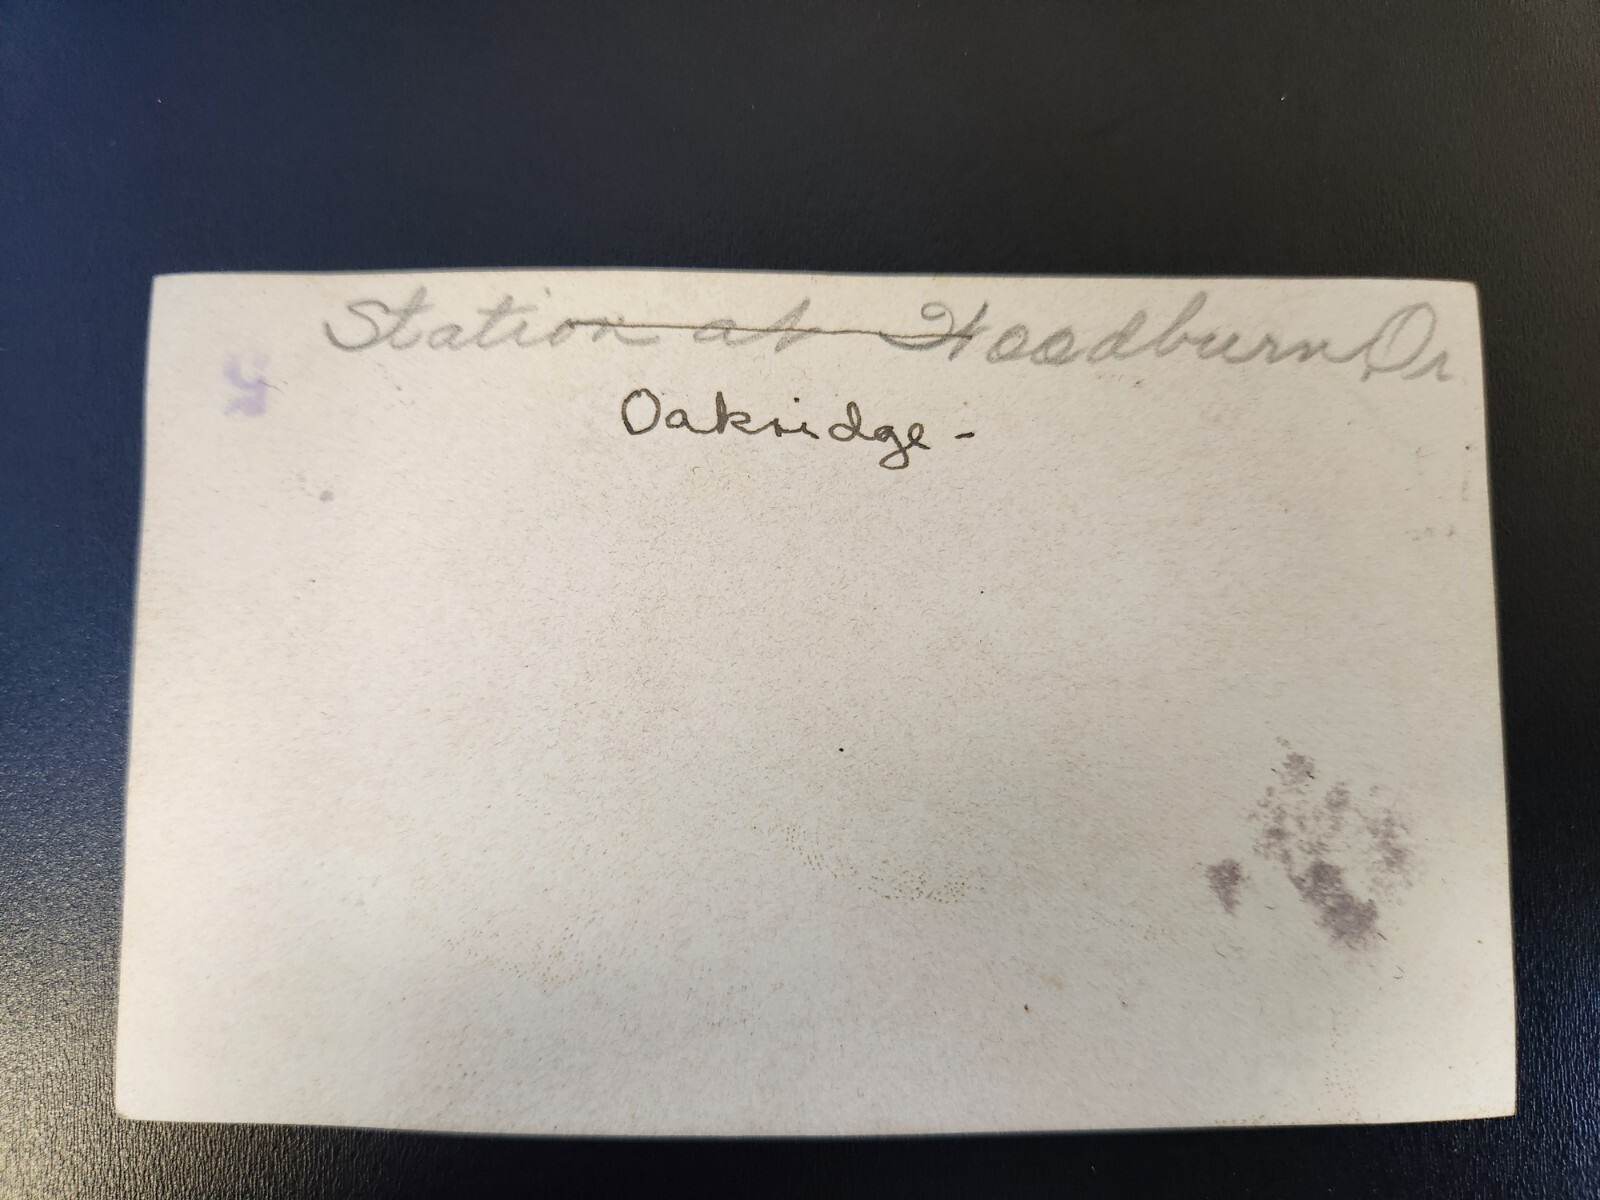 Station at Woodburn Or
Oakridge -